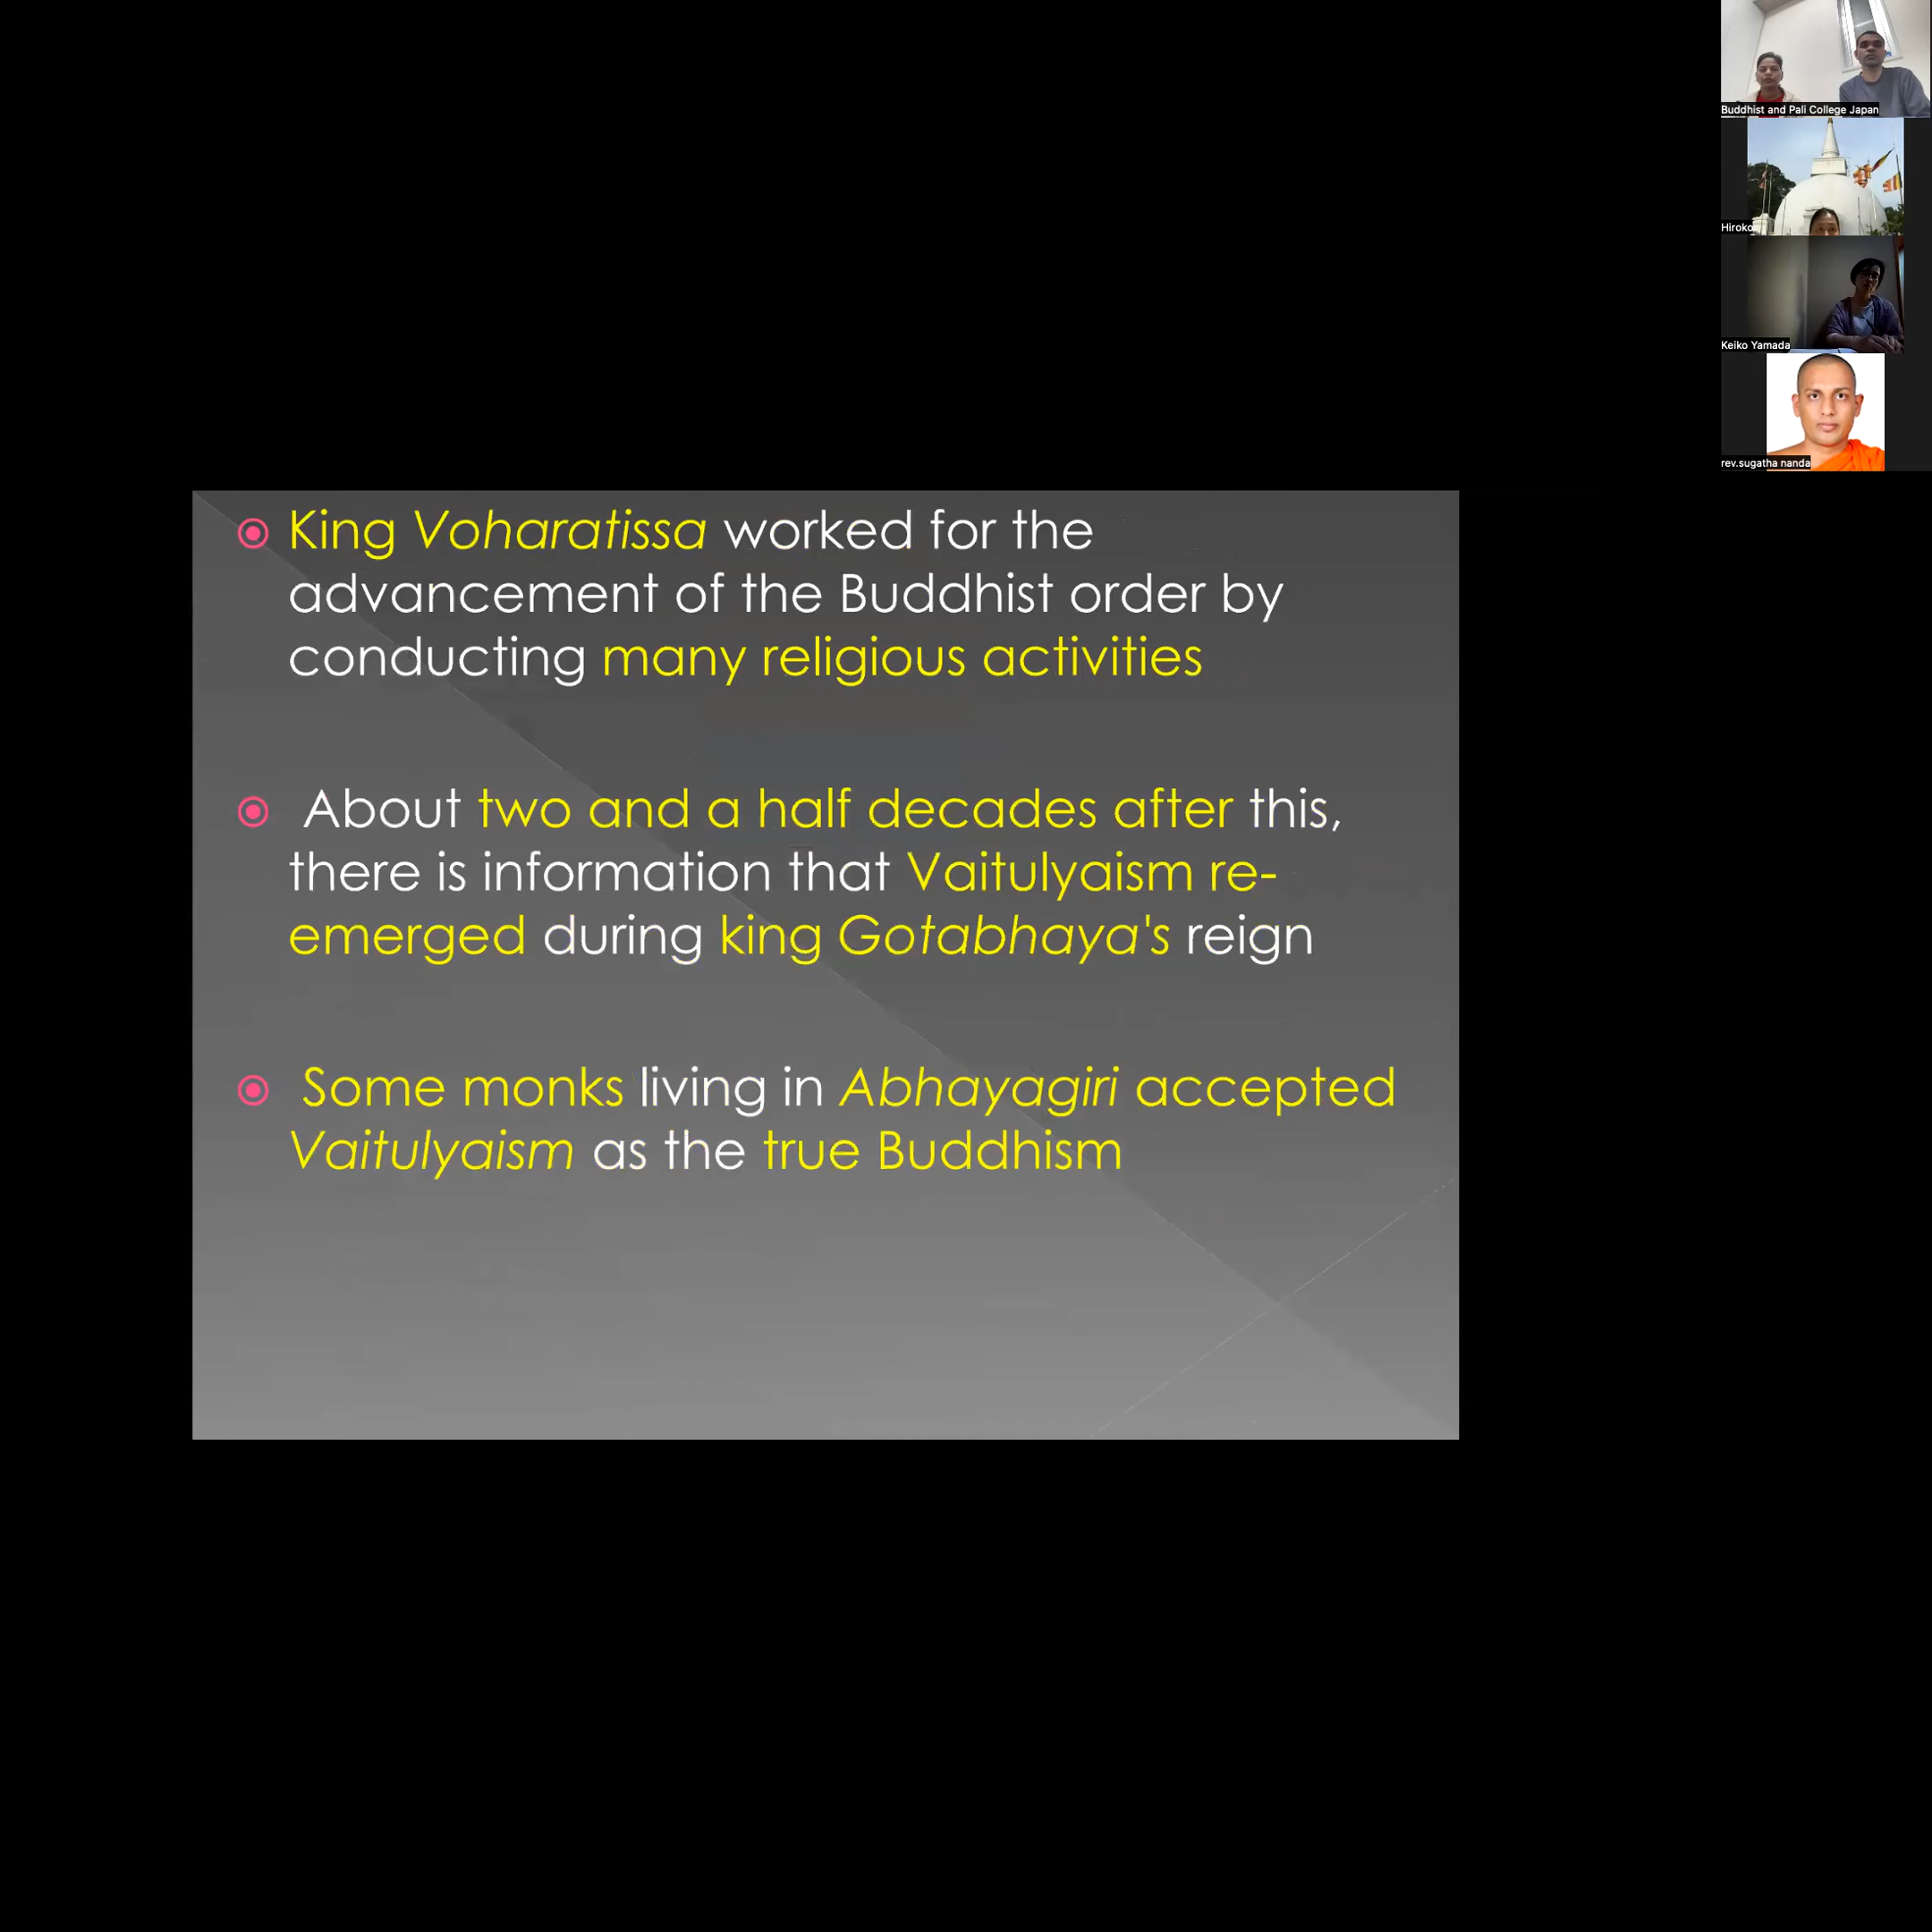 Buddhist and Pali College Japan
Hiroko
Keiko Yamada
rev.sugatha nanda
King Voharatissa worked for the
advancement of the Buddhist order by
conducting many religious activities
About two and a half decades after this,
there is information that Vaitulyaism re-
emerged during king Gotabhaya's reign
Some monks living in Abhayagiri accepted
Vaitulyaism as the true Buddhism